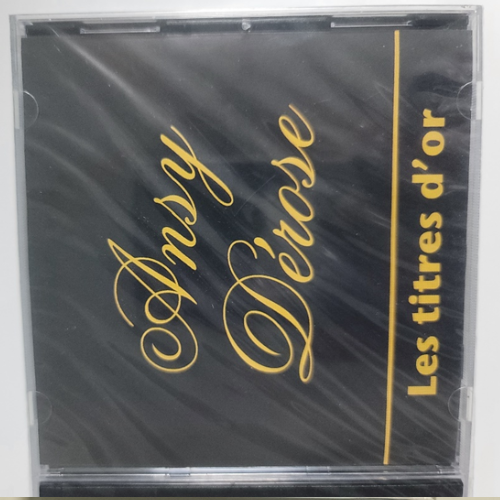 Ansy
Dérose
Les titres d'or